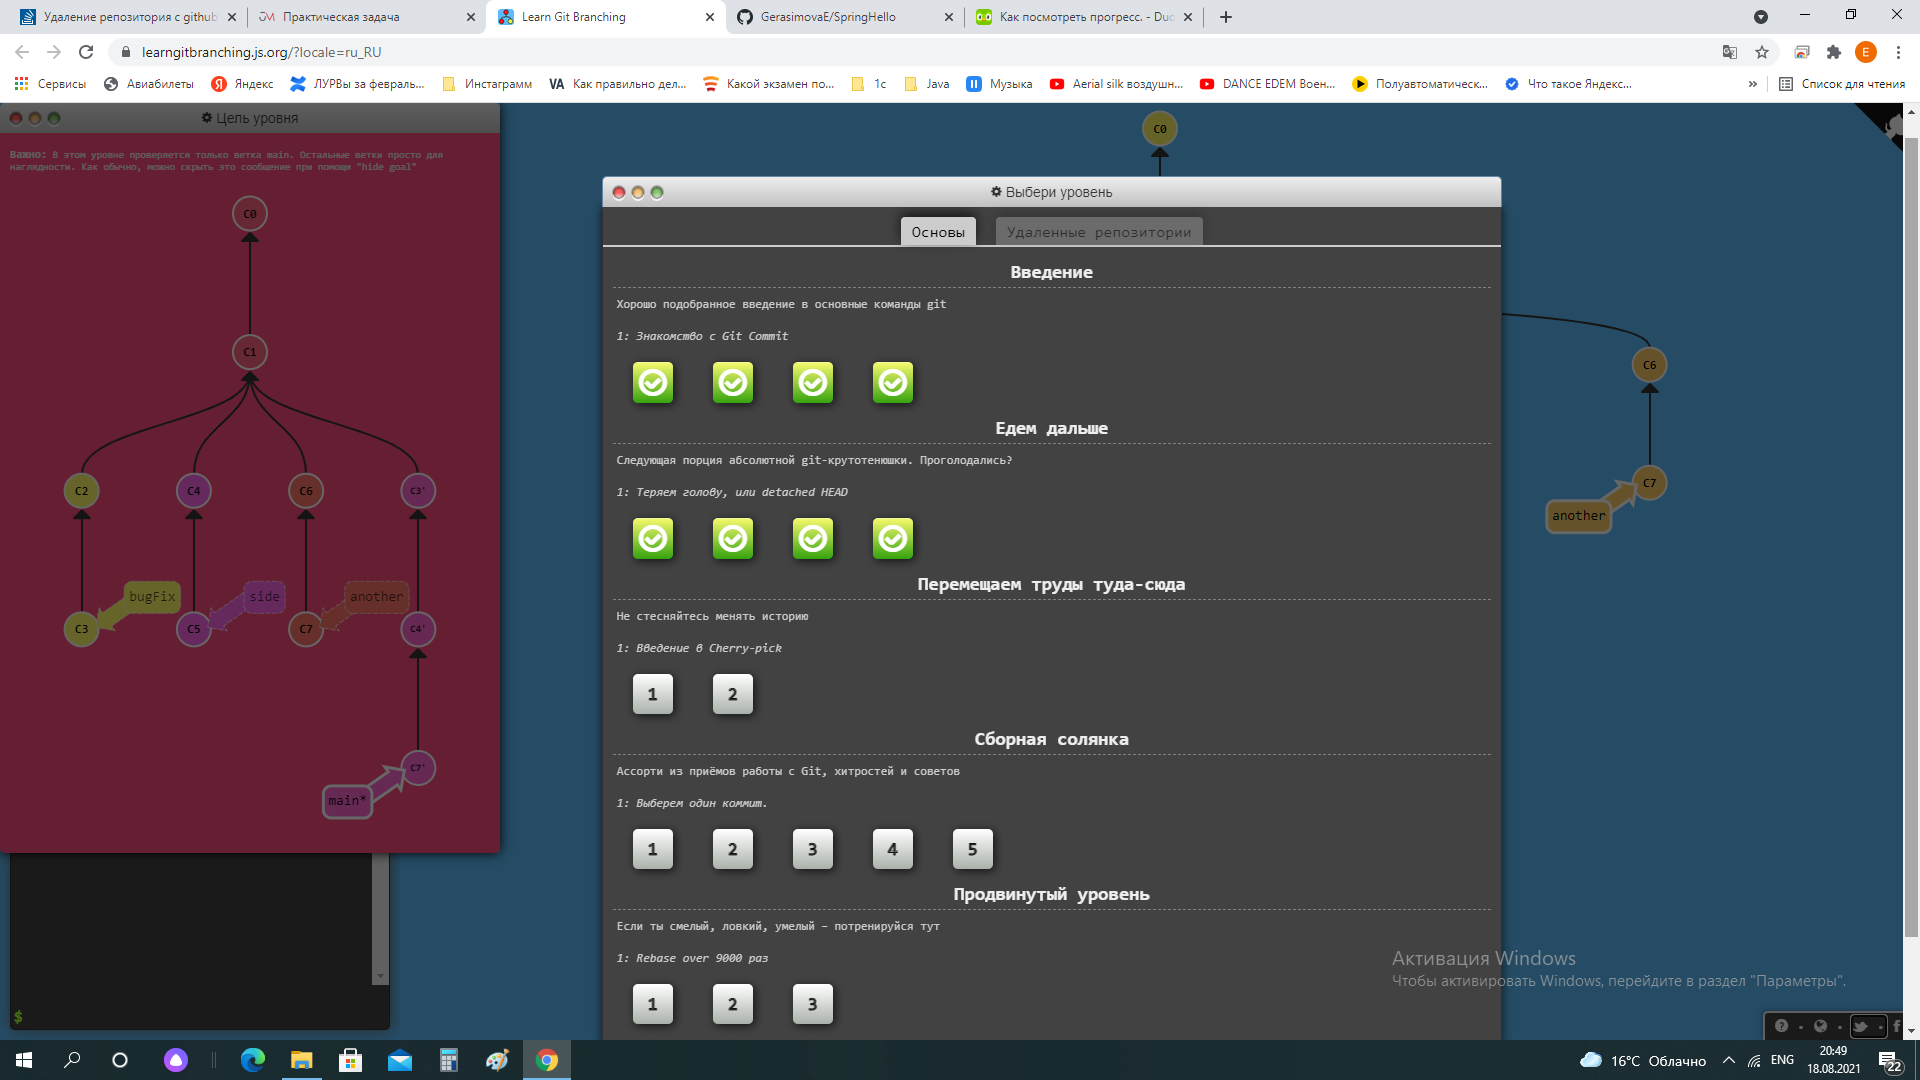 Удаление репозитория с github
Практическая задача
Learn Git Branching
GerasimovaE/SpringHello
Как посмотреть прогресс. - Duo
learngitbranching.js.org/?locale=ru_RU
E
Сервисы
Авиабилеты
Яндекс
ЛУРВы за февраль...
Инстаграмм
VA Как правильно дел...
Какой экзамен по...
1с
Java
Музыка
Aerial silk воздушн...
DANCE EDEM Воен...
Полуавтоматическ...
Что такое Яндекс...
»
Список для чтения
Цель уровня
Важно: В этом уровне проверяется только ветка main. Остальные ветки просто для
наглядности. Как обычно, можно скрыть это сообщение при помощи "hide goal"
C0
C1
C2
C4
C6
C3'
bugFix
side
another
C3
C5
C7
C4'
C7'
main*
$
C0
C6
C7
another
Выбери уровень
Основы
Удаленные репозитории
Введение
Хорошо подобранное введение в основные команды git
1: Знакомство с Git Commit
Едем дальше
Следующая порция абсолютной git-крутотенюшки. Проголодались?
1: Теряем голову, или detached HEAD
Перемещаем труды туда-сюда
Не стесняйтесь менять историю
1: Введение в Cherry-pick
1 2
Сборная солянка
Ассорти из приёмов работы с Git, хитростей и советов
1: Выберем один коммит.
1 2 3 4 5
Продвинутый уровень
Если ты смелый, ловкий, умелый – потренируйся тут
1: Rebase over 9000 раз
1 2 3
Активация Windows
Чтобы активировать Windows, перейдите в раздел "Параметры".
16°C Облачно
ENG
20:49
18.08.2021
22